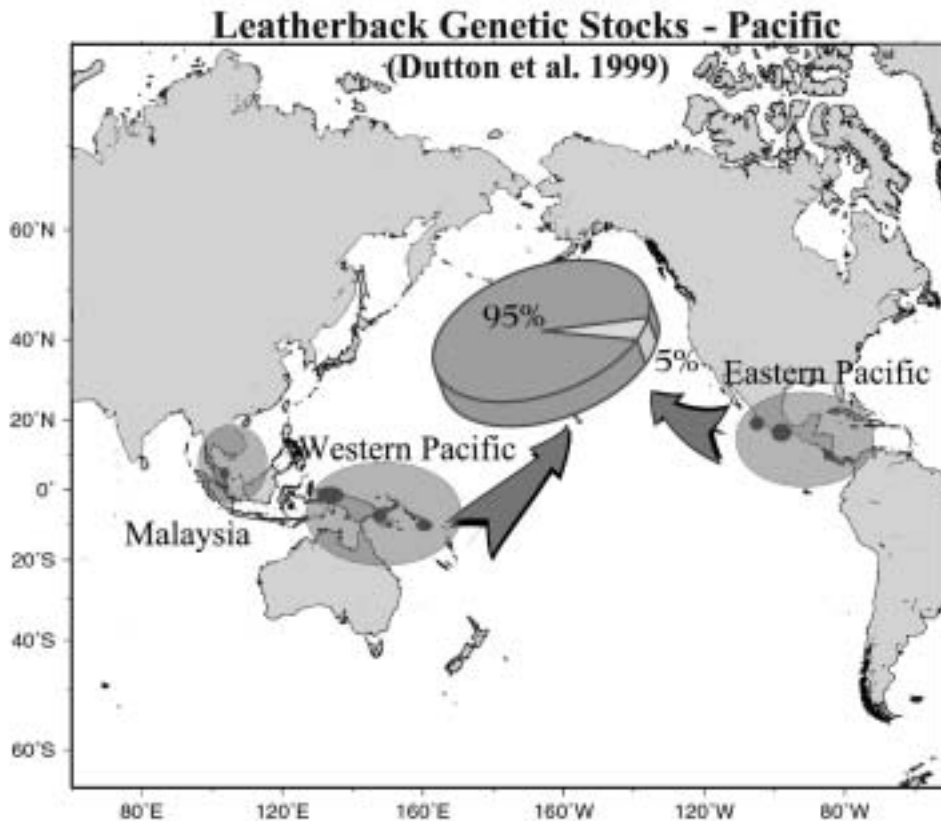 Leatherback Genetic Stocks - Pacific
(Dutton et al. 1999)
60°N
95%
40°N
5%
Eastern Pacific
20°N
Western Pacific
0°
Malaysia
20°S
40°S
60°S
80°E 120°E 160°E 160°W 120°W 80°W